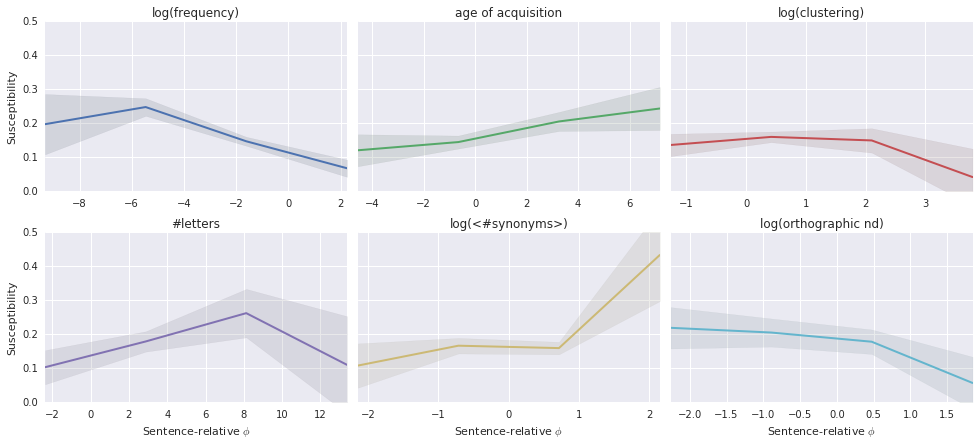 log(frequency) age of acquisition log(clustering)
Susceptibility
0.5
0.4
0.3
0.2
0.1
0.0
−8 −6 −4 −2 0 2 −4 −2 0 2 4 6 −1 0 1 2 3
#letters log(<#synonyms>) log(orthographic nd)
Susceptibility
0.5
0.4
0.3
0.2
0.1
0.0
−2 0 2 4 6 8 10 12 −2 −1 0 1 2 −2.0 −1.5 −1.0 −0.5 0.0 0.5 1.0 1.5
Sentence-relative ϕ Sentence-relative ϕ Sentence-relative ϕ